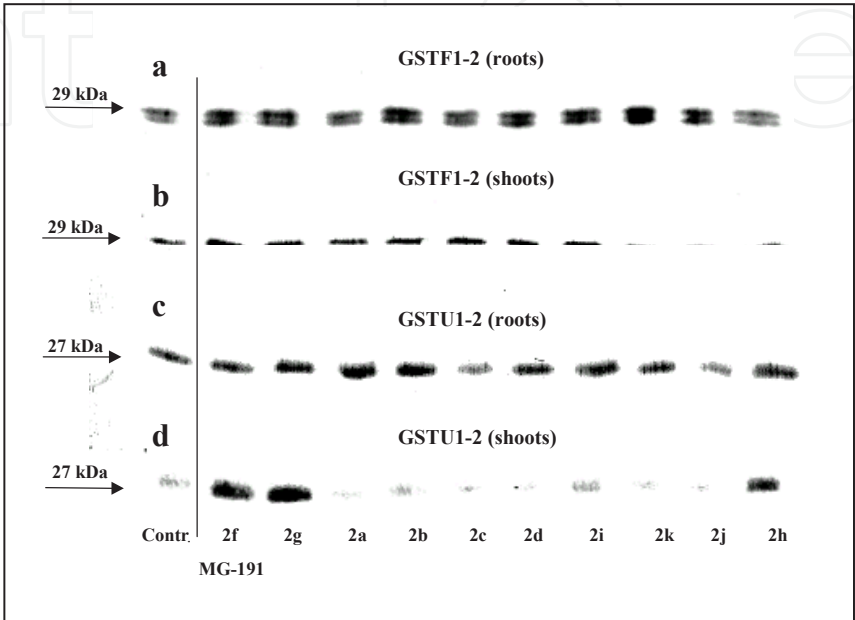 GSTF1-2 (roots)
a
29 kDa
GSTF1-2 (shoots)
b
29 kDa
c
GSTU1-2 (roots)
27 kDa
d
GSTU1-2 (shoots)
27 kDa
Contr. 2f 2g 2a 2b 2c 2d 2i 2k 2j 2h
MG-191